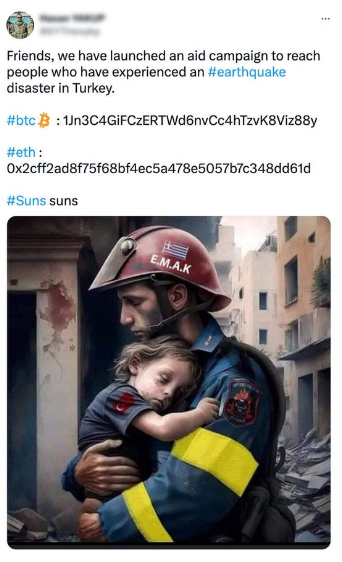 Friends, we have launched an aid campaign to reach
people who have experienced an #earthquake
disaster in Turkey.
#btc : 1Jn3C4GiFCzERTWd6nvCc4hTzvK8Viz88y
#eth :
0x2cff2ad8f75f68bf4ec5a478e5057b7c348dd61d
#Suns suns
E.M.A.K